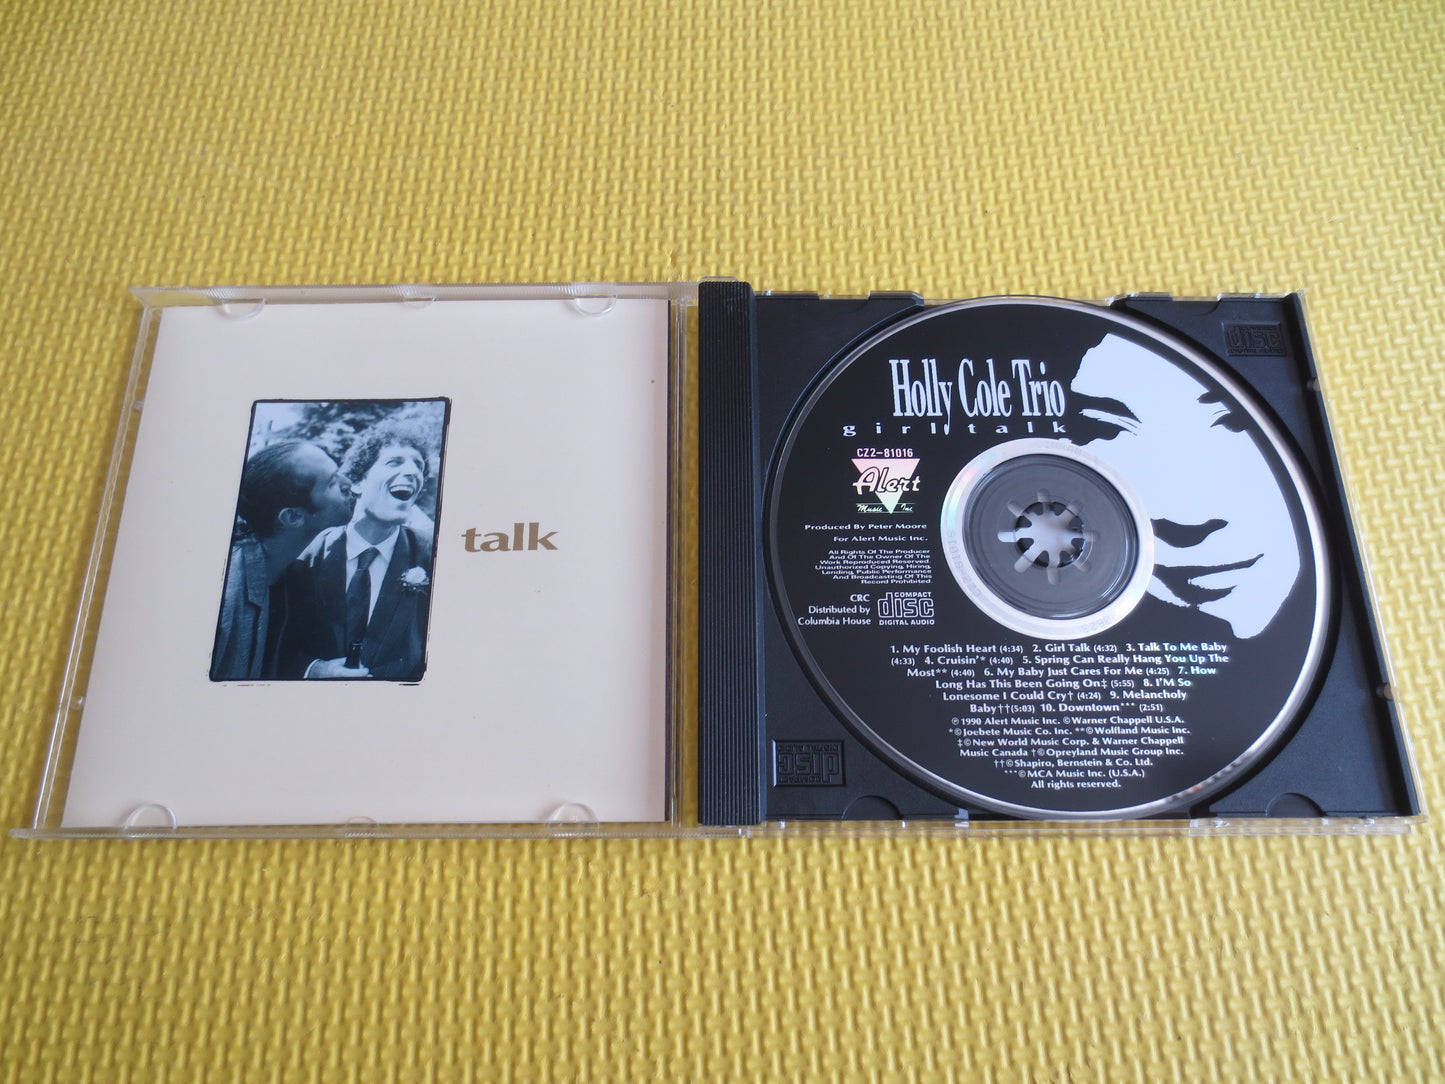 talk
Holly Cole Trio
girl talk
CZ2-81016
Alert
Music Inc
Produced By Peter Moore
For Alert Music Inc.
All Rights Of The Producer
And Of The Owner Of The
Work Reproduced Reserved.
Unauthorized Copying, Hiring,
Lending, Public Performance
And Broadcasting Of This
Record Prohibited.
CRC
Distributed by
Columbia House
COMPACT
disc
DIGITAL AUDIO
1. My Foolish Heart (4:34) 2. Girl Talk (4:32) 3. Talk To Me Baby
(4:33) 4. Cruisin'* (4:40) 5. Spring Can Really Hang You Up The
Most** (4:40) 6. My Baby Just Cares For Me (4:25) 7. How
Long Has This Been Going On‡ (5:55) 8. I'M So
Lonesome I Could Cry† (4:24) 9. Melancholy
Baby††(5:03) 10. Downtown*** (2:51)
℗ 1990 Alert Music Inc. © Warner Chappell U.S.A.
*©Joebete Music Co. Inc. **©Wolfland Music Inc.
‡©New World Music Corp. & Warner Chappell
Music Canada †©Opreyland Music Group Inc.
††©Shapiro, Bernstein & Co. Ltd.
***©MCA Music Inc. (U.S.A.)
All rights reserved.
COMPACT
disc
DIGITAL AUDIO
COMPACT
disc
DIGITAL AUDIO